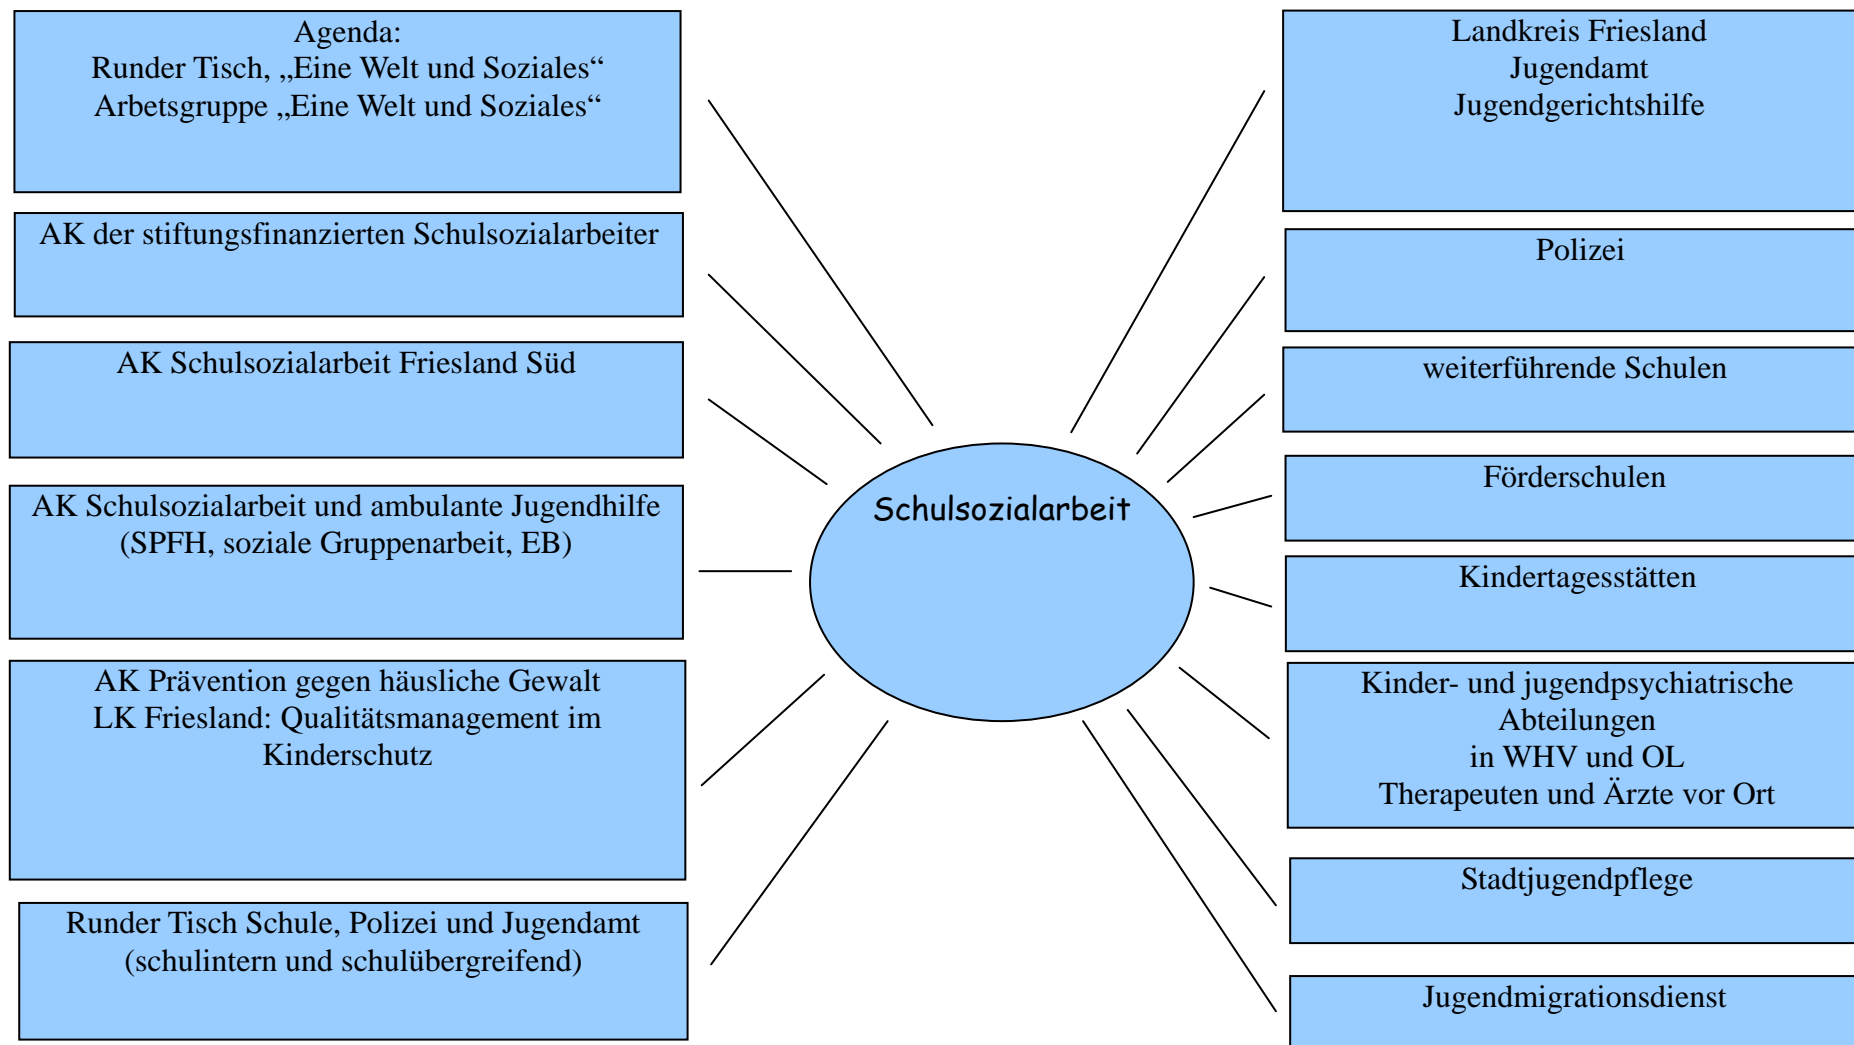 Agenda:
Runder Tisch, „Eine Welt und Soziales“
Arbetsgruppe „Eine Welt und Soziales“
AK der stiftungsfinanzierten Schulsozialarbeiter
AK Schulsozialarbeit Friesland Süd
AK Schulsozialarbeit und ambulante Jugendhilfe
(SPFH, soziale Gruppenarbeit, EB)
AK Prävention gegen häusliche Gewalt
LK Friesland: Qualitätsmanagement im
Kinderschutz
Runder Tisch Schule, Polizei und Jugendamt
(schulintern und schulübergreifend)
Schulsozialarbeit
Landkreis Friesland
Jugendamt
Jugendgerichtshilfe
Polizei
weiterführende Schulen
Förderschulen
Kindertagesstätten
Kinder- und jugendpsychiatrische
Abteilungen
in WHV und OL
Therapeuten und Ärzte vor Ort
Stadtjugendpflege
Jugendmigrationsdienst